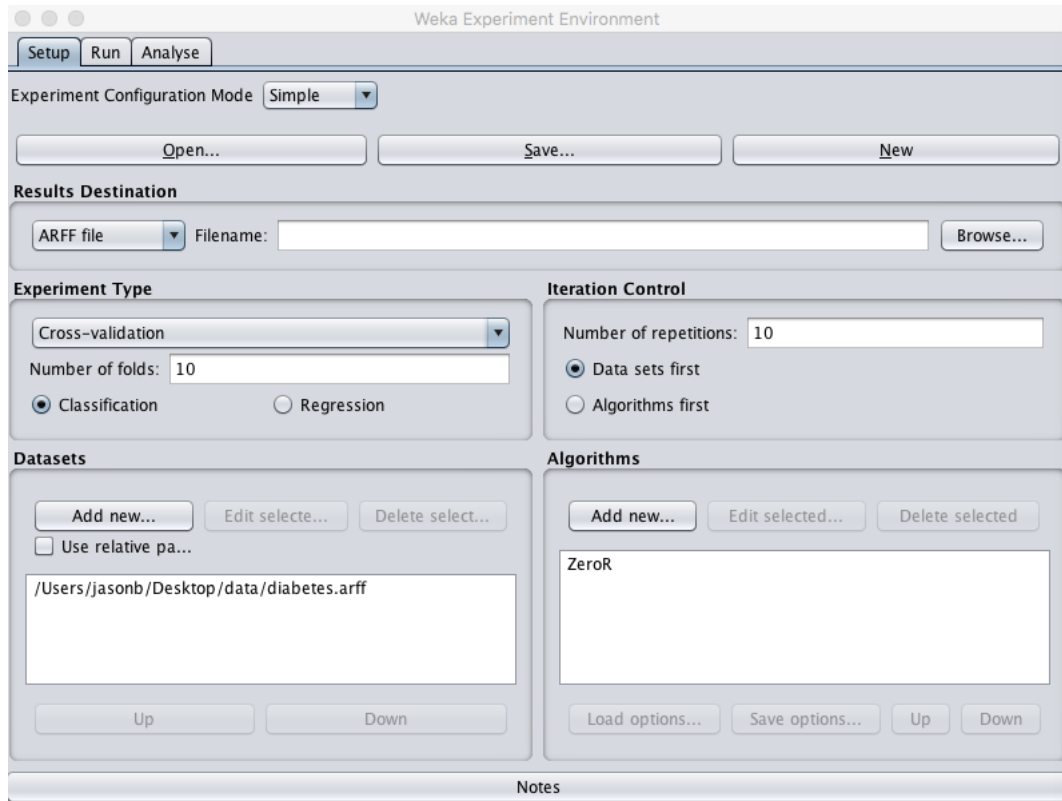 Weka Experiment Environment
Setup Run Analyse
Experiment Configuration Mode Simple
Open... Save... New
Results Destination
ARFF file Filename: Browse...
Experiment Type
Cross-validation
Number of folds: 10
Classification Regression
Iteration Control
Number of repetitions: 10
Data sets first
Algorithms first
Datasets
Add new... Edit selecte... Delete select...
Use relative pa...
/Users/jasonb/Desktop/data/diabetes.arff
Up Down
Algorithms
Add new... Edit selected... Delete selected
ZeroR
Load options... Save options... Up Down
Notes